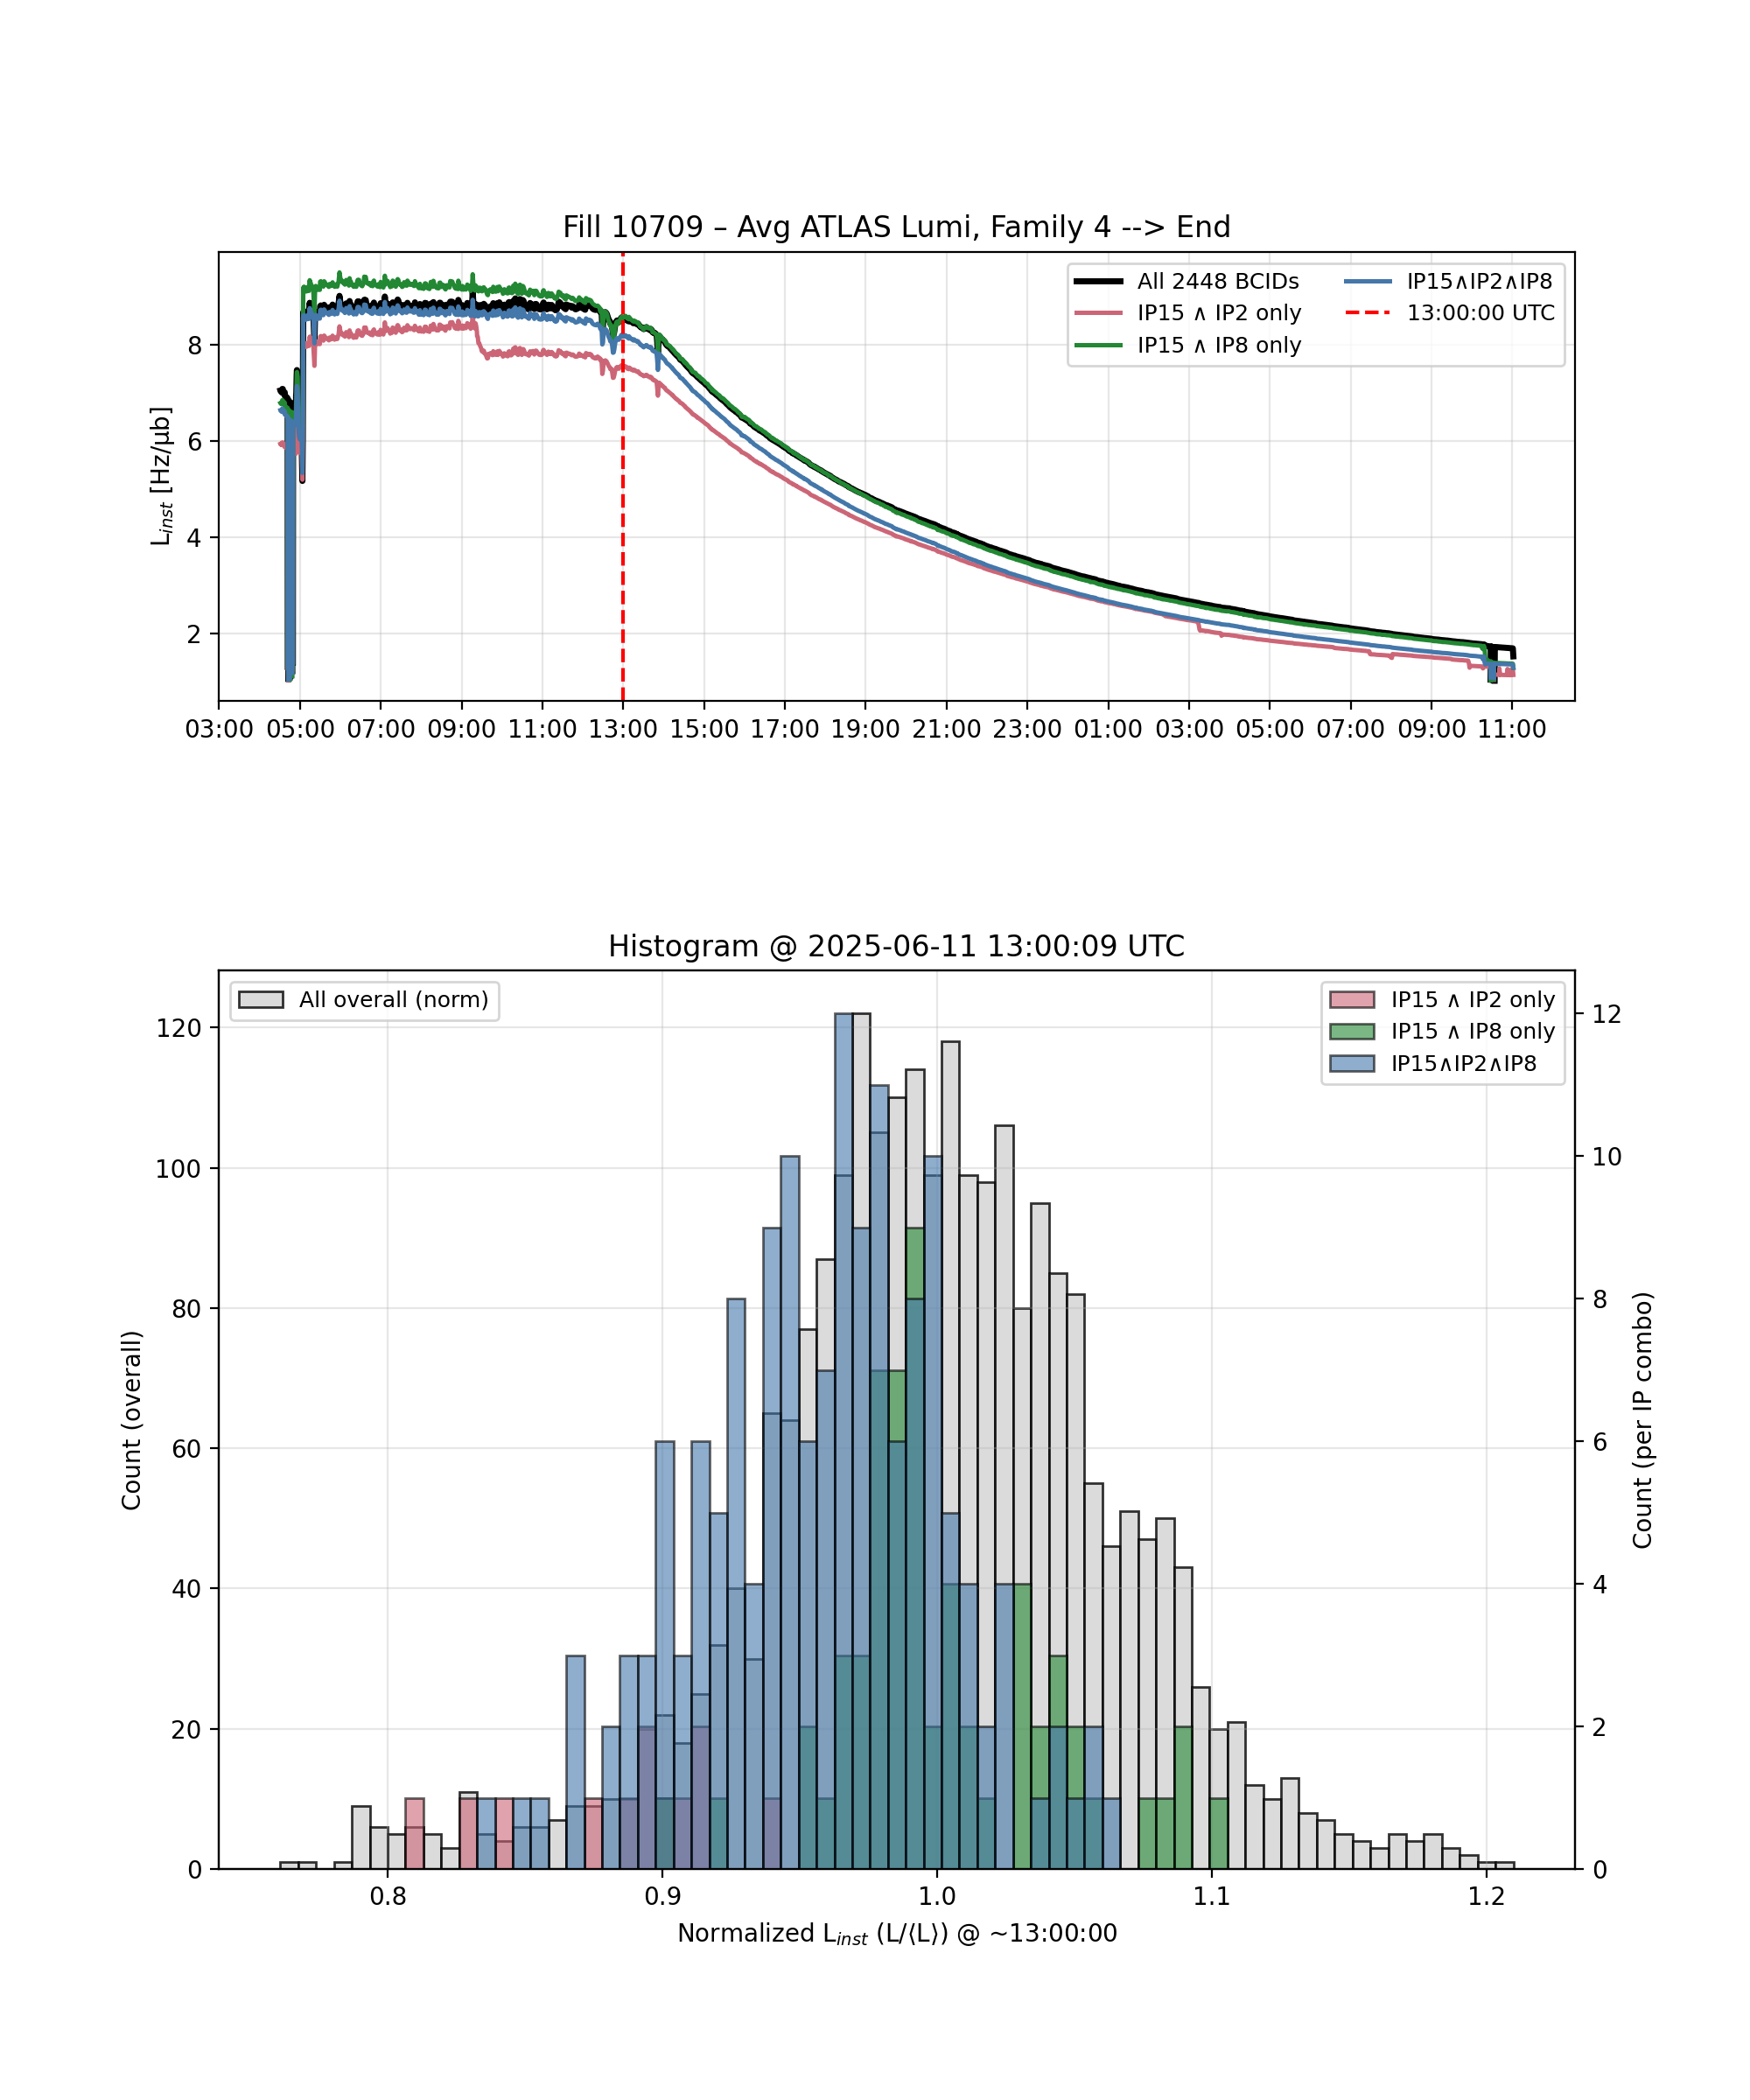 Fill 10709 – Avg ATLAS Lumi, Family 4 --> End
All 2448 BCIDs
IP15 ∧ IP2 only
IP15 ∧ IP8 only
IP15∧IP2∧IP8
13:00:00 UTC
L_inst [Hz/μb]
8
6
4
2
03:00 05:00 07:00 09:00 11:00 13:00 15:00 17:00 19:00 21:00 23:00 01:00 03:00 05:00 07:00 09:00 11:00
Histogram @ 2025-06-11 13:00:09 UTC
All overall (norm)
IP15 ∧ IP2 only
IP15 ∧ IP8 only
IP15∧IP2∧IP8
Count (overall)
120
100
80
60
40
20
0
12
10
8
6
4
2
0
Count (per IP combo)
0.8 0.9 1.0 1.1 1.2
Normalized L_inst (L/⟨L⟩) @ ~13:00:00